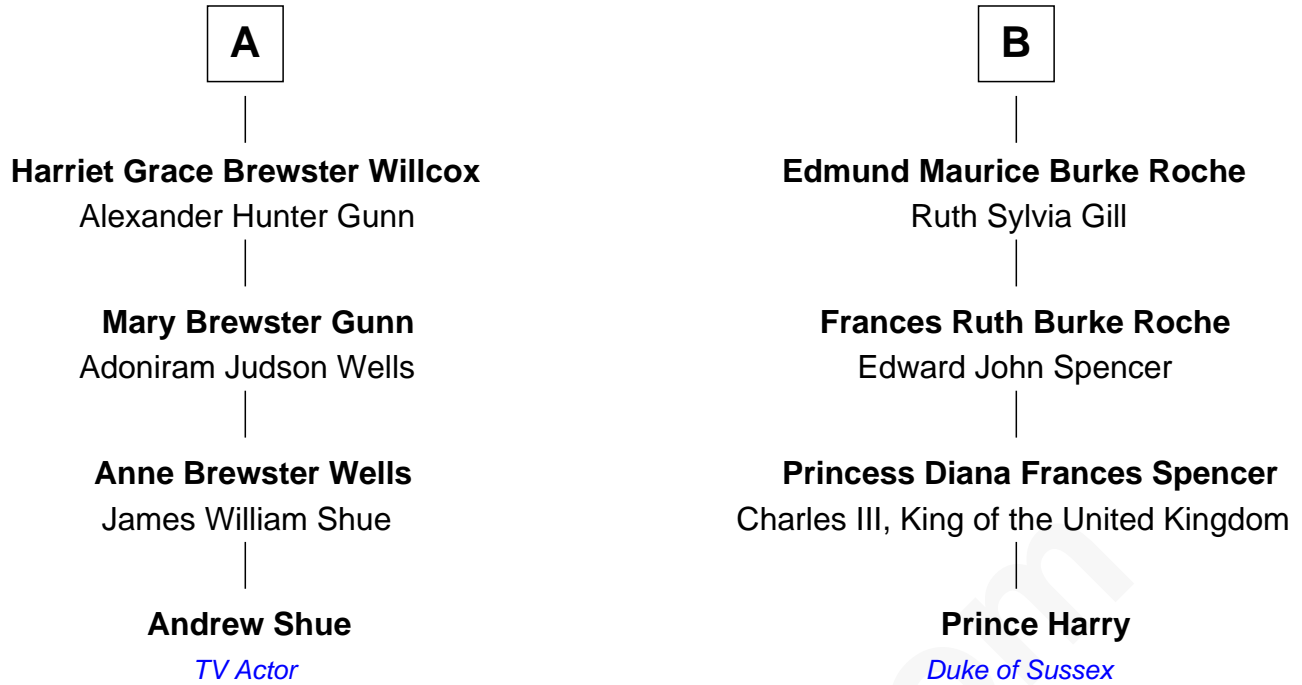 A
Harriet Grace Brewster Willcox
Alexander Hunter Gunn
Mary Brewster Gunn
Adoniram Judson Wells
Anne Brewster Wells
James William Shue
Andrew Shue
TV Actor
B
Edmund Maurice Burke Roche
Ruth Sylvia Gill
Frances Ruth Burke Roche
Edward John Spencer
Princess Diana Frances Spencer
Charles III, King of the United Kingdom
Prince Harry
Duke of Sussex
om